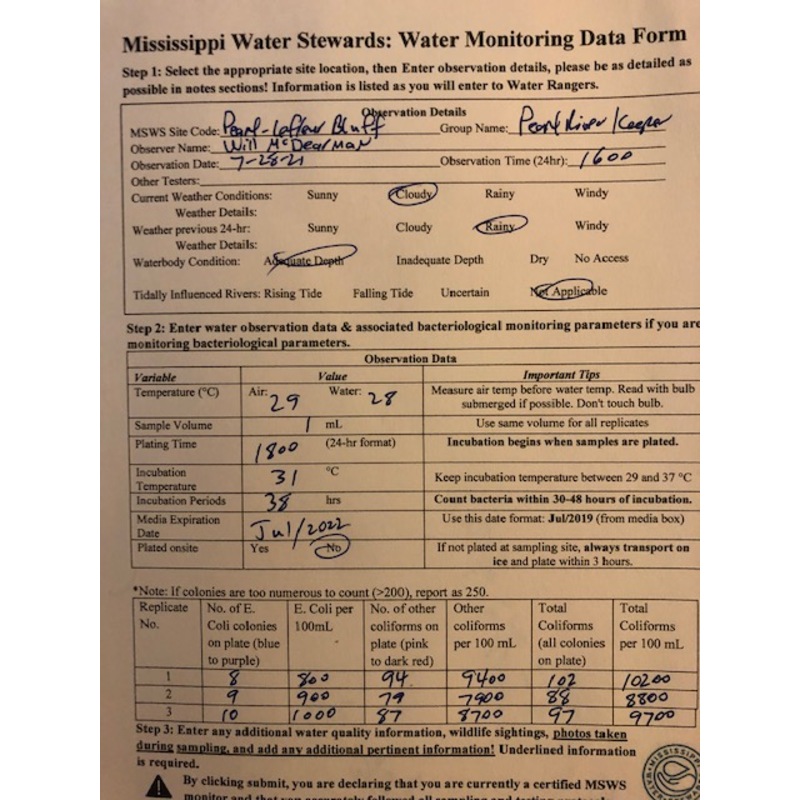 Mississippi Water Stewards: Water Monitoring Data Form
Step 1: Select the appropriate site location, then Enter observation details, please be as detailed as
possible in notes sections! Information is listed as you will enter to Water Rangers.
Observation Details
MSWS Site Code: Pearl-Leflour Bluff Group Name: Pearl River Keeper
Observer Name: Will McDearman
Observation Date: 7-28-21 Observation Time (24hr): 1600
Other Testers:
Current Weather Conditions: Sunny Cloudy Rainy Windy
Weather Details:
Weather previous 24-hr: Sunny Cloudy Rainy Windy
Weather Details:
Waterbody Condition: Adequate Depth Inadequate Depth Dry No Access
Tidally Influenced Rivers: Rising Tide Falling Tide Uncertain Not Applicable
Step 2: Enter water observation data & associated bacteriological monitoring parameters if you are
monitoring bacteriological parameters.
Observation Data
Variable Value Important Tips
Temperature (°C) Air: 29 Water: 28 Measure air temp before water temp. Read with bulb
submerged if possible. Don't touch bulb.
Sample Volume 1 mL Use same volume for all replicates
Plating Time 1800 (24-hr format) Incubation begins when samples are plated.
Incubation
Temperature 31 °C Keep incubation temperature between 29 and 37 °C
Incubation Periods 38 hrs Count bacteria within 30-48 hours of incubation.
Media Expiration
Date Jul/2022 Use this date format: Jul/2019 (from media box)
Plated onsite Yes No If not plated at sampling site, always transport on
ice and plate within 3 hours.
*Note: If colonies are too numerous to count (>200), report as 250.
Replicate No. of E. E. Coli per No. of other Other Total Total
No. Coli colonies 100mL coliforms on coliforms Coliforms Coliforms
on plate (blue plate (pink per 100 mL (all colonies per 100 mL
to purple) to dark red) on plate)
1 8 800 94 9400 102 10200
2 9 900 79 7900 88 8800
3 10 1000 87 8700 97 9700
Step 3: Enter any additional water quality information, wildlife sightings, photos taken
during sampling, and add any additional pertinent information! Underlined information
is required.
By clicking submit, you are declaring that you are currently a certified MSWS
monitor and that